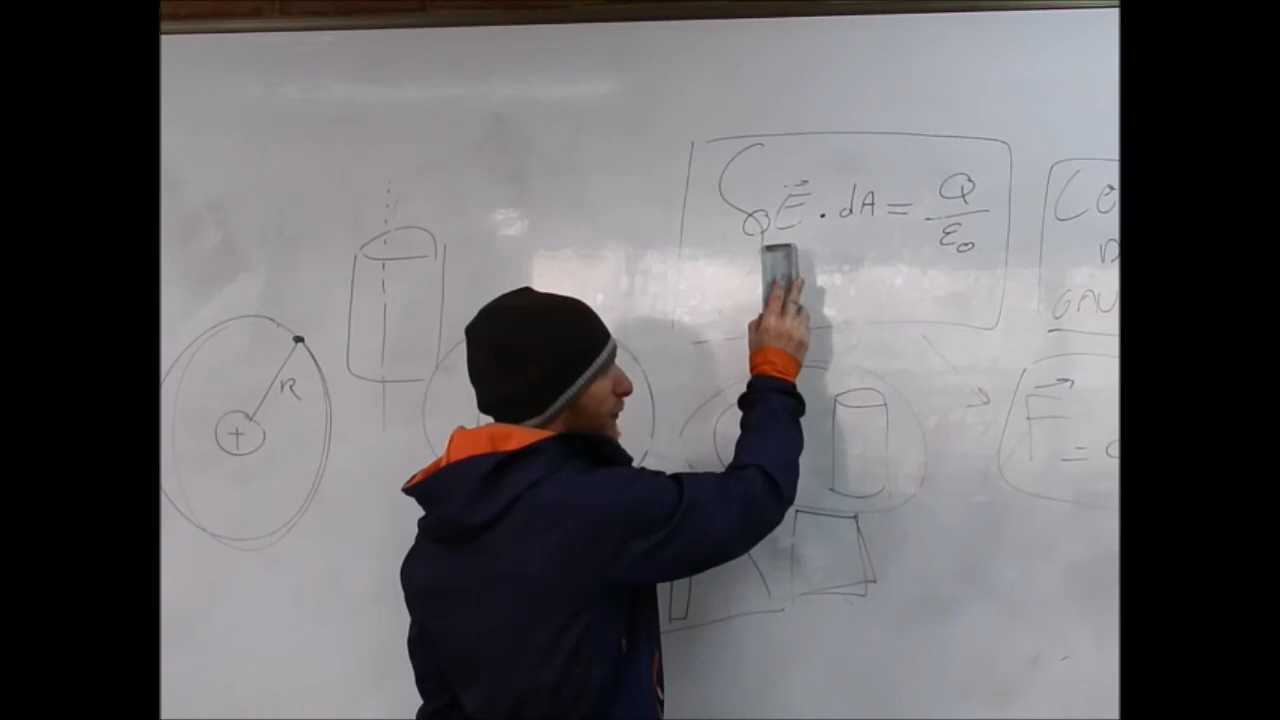 ∫E⃗ · dA = Q/ε₀
R
+
GAU
F⃗ =